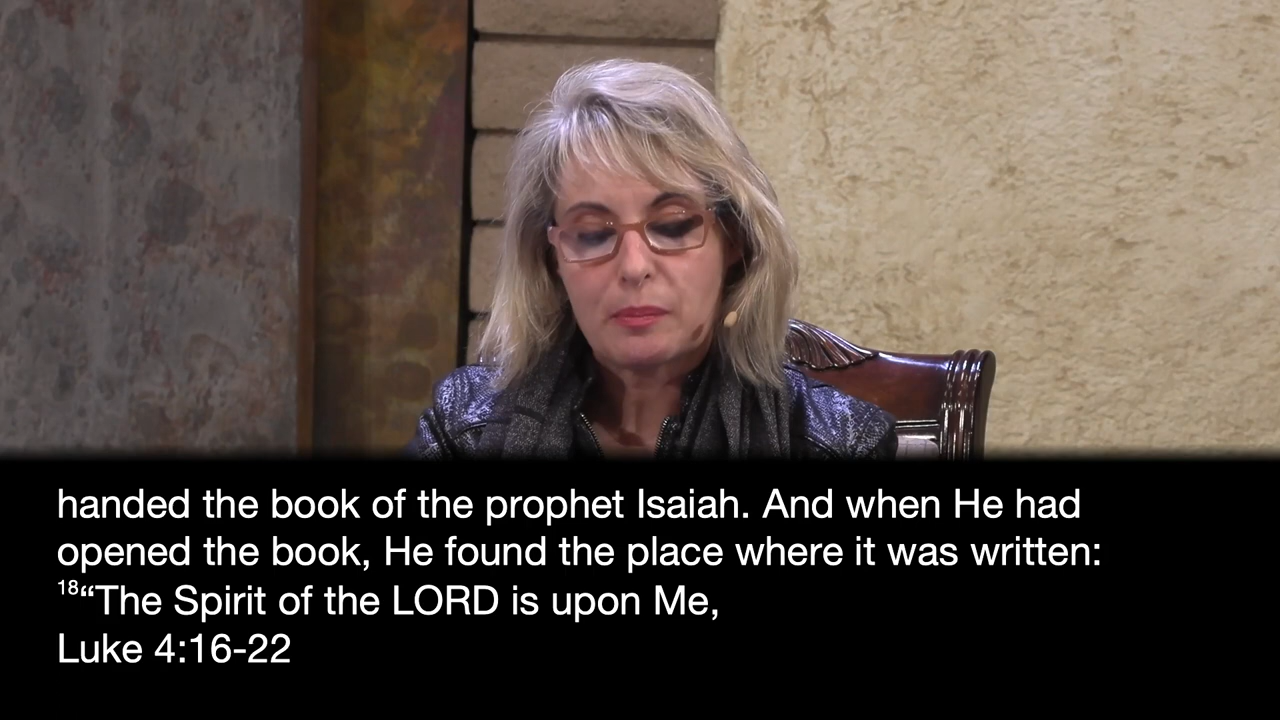 handed the book of the prophet Isaiah. And when He had
opened the book, He found the place where it was written:
18“The Spirit of the LORD is upon Me,
Luke 4:16-22